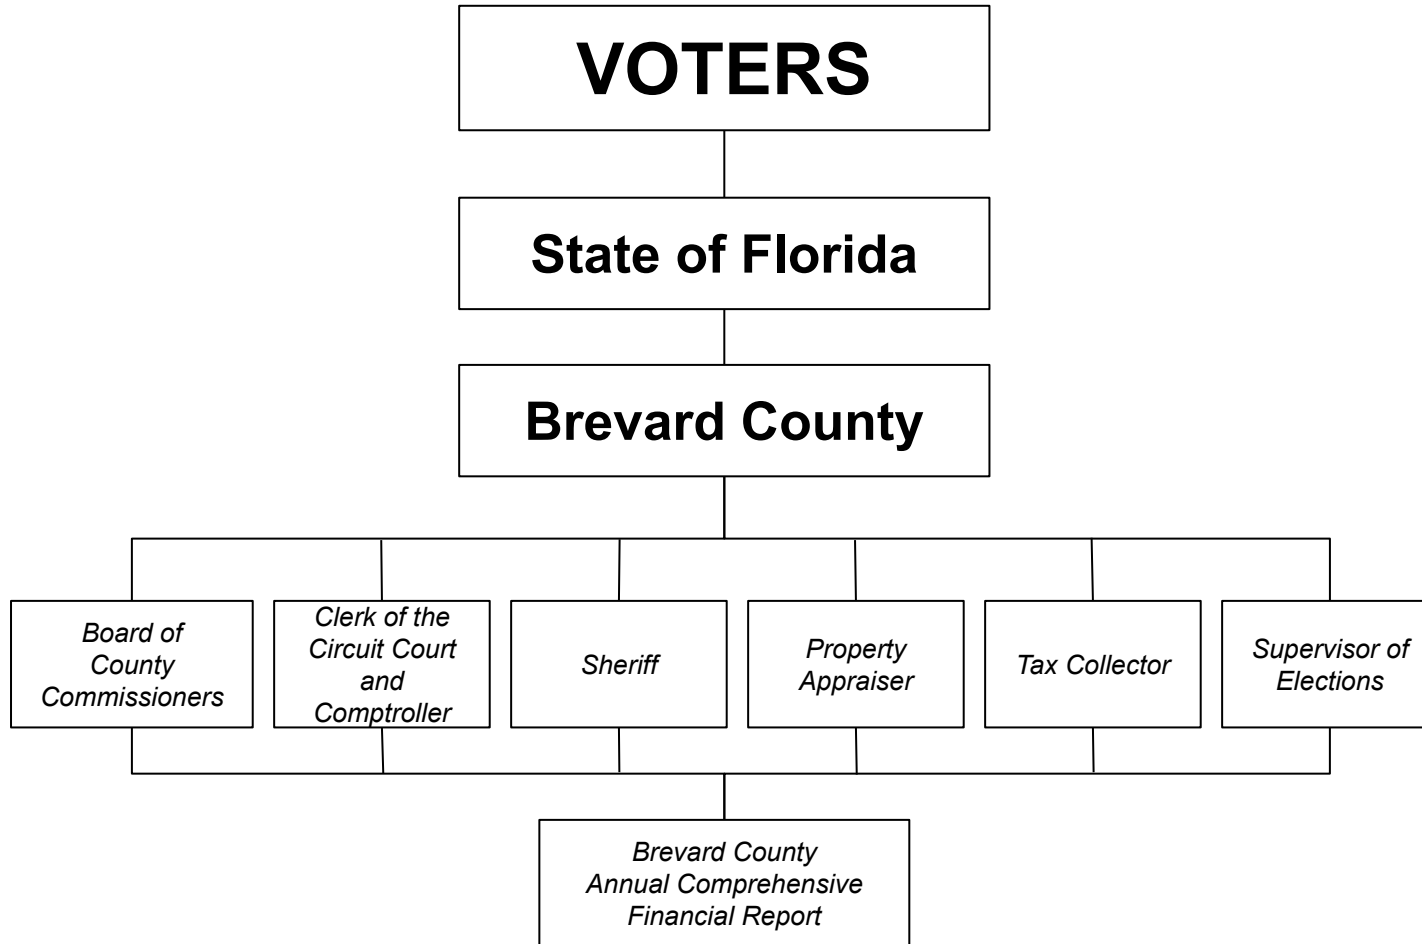 VOTERS
State of Florida
Brevard County
Board of
County
Commissioners
Clerk of the
Circuit Court
and
Comptroller
Sheriff
Property
Appraiser
Tax Collector
Supervisor of
Elections
Brevard County
Annual Comprehensive
Financial Report